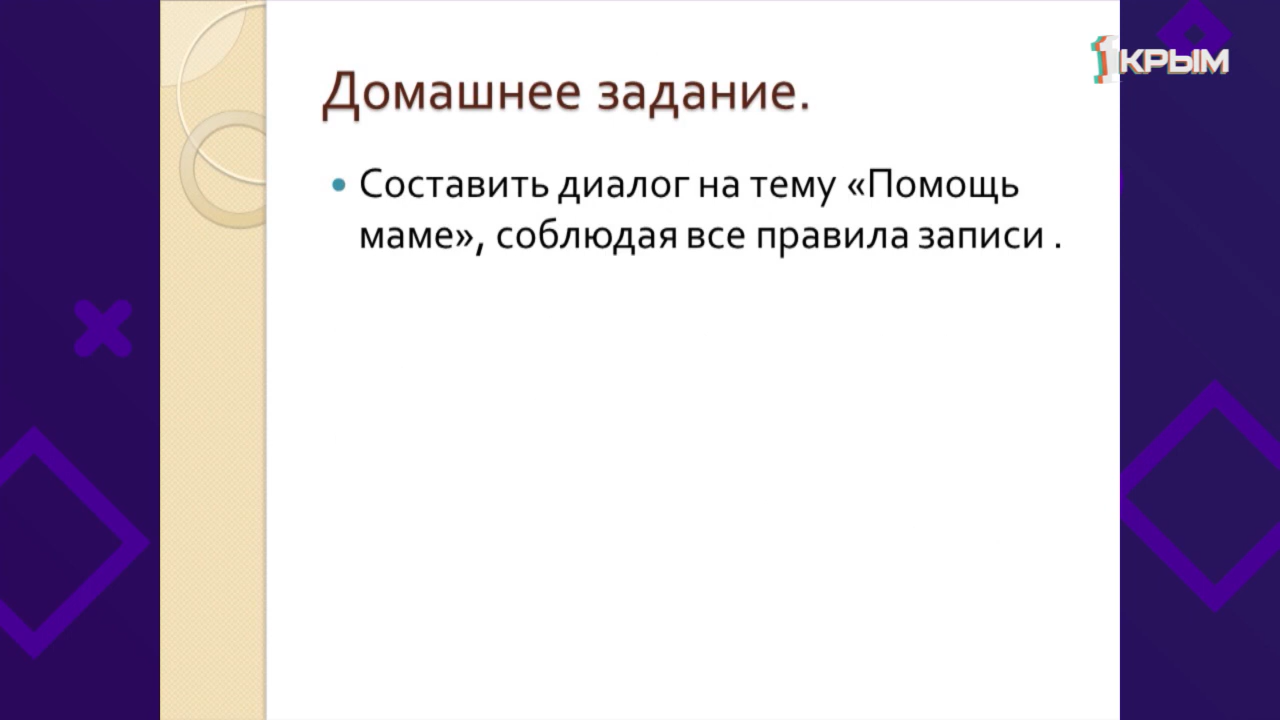 1КРЫМ
Домашнее задание.
• Составить диалог на тему «Помощь
маме», соблюдая все правила записи .